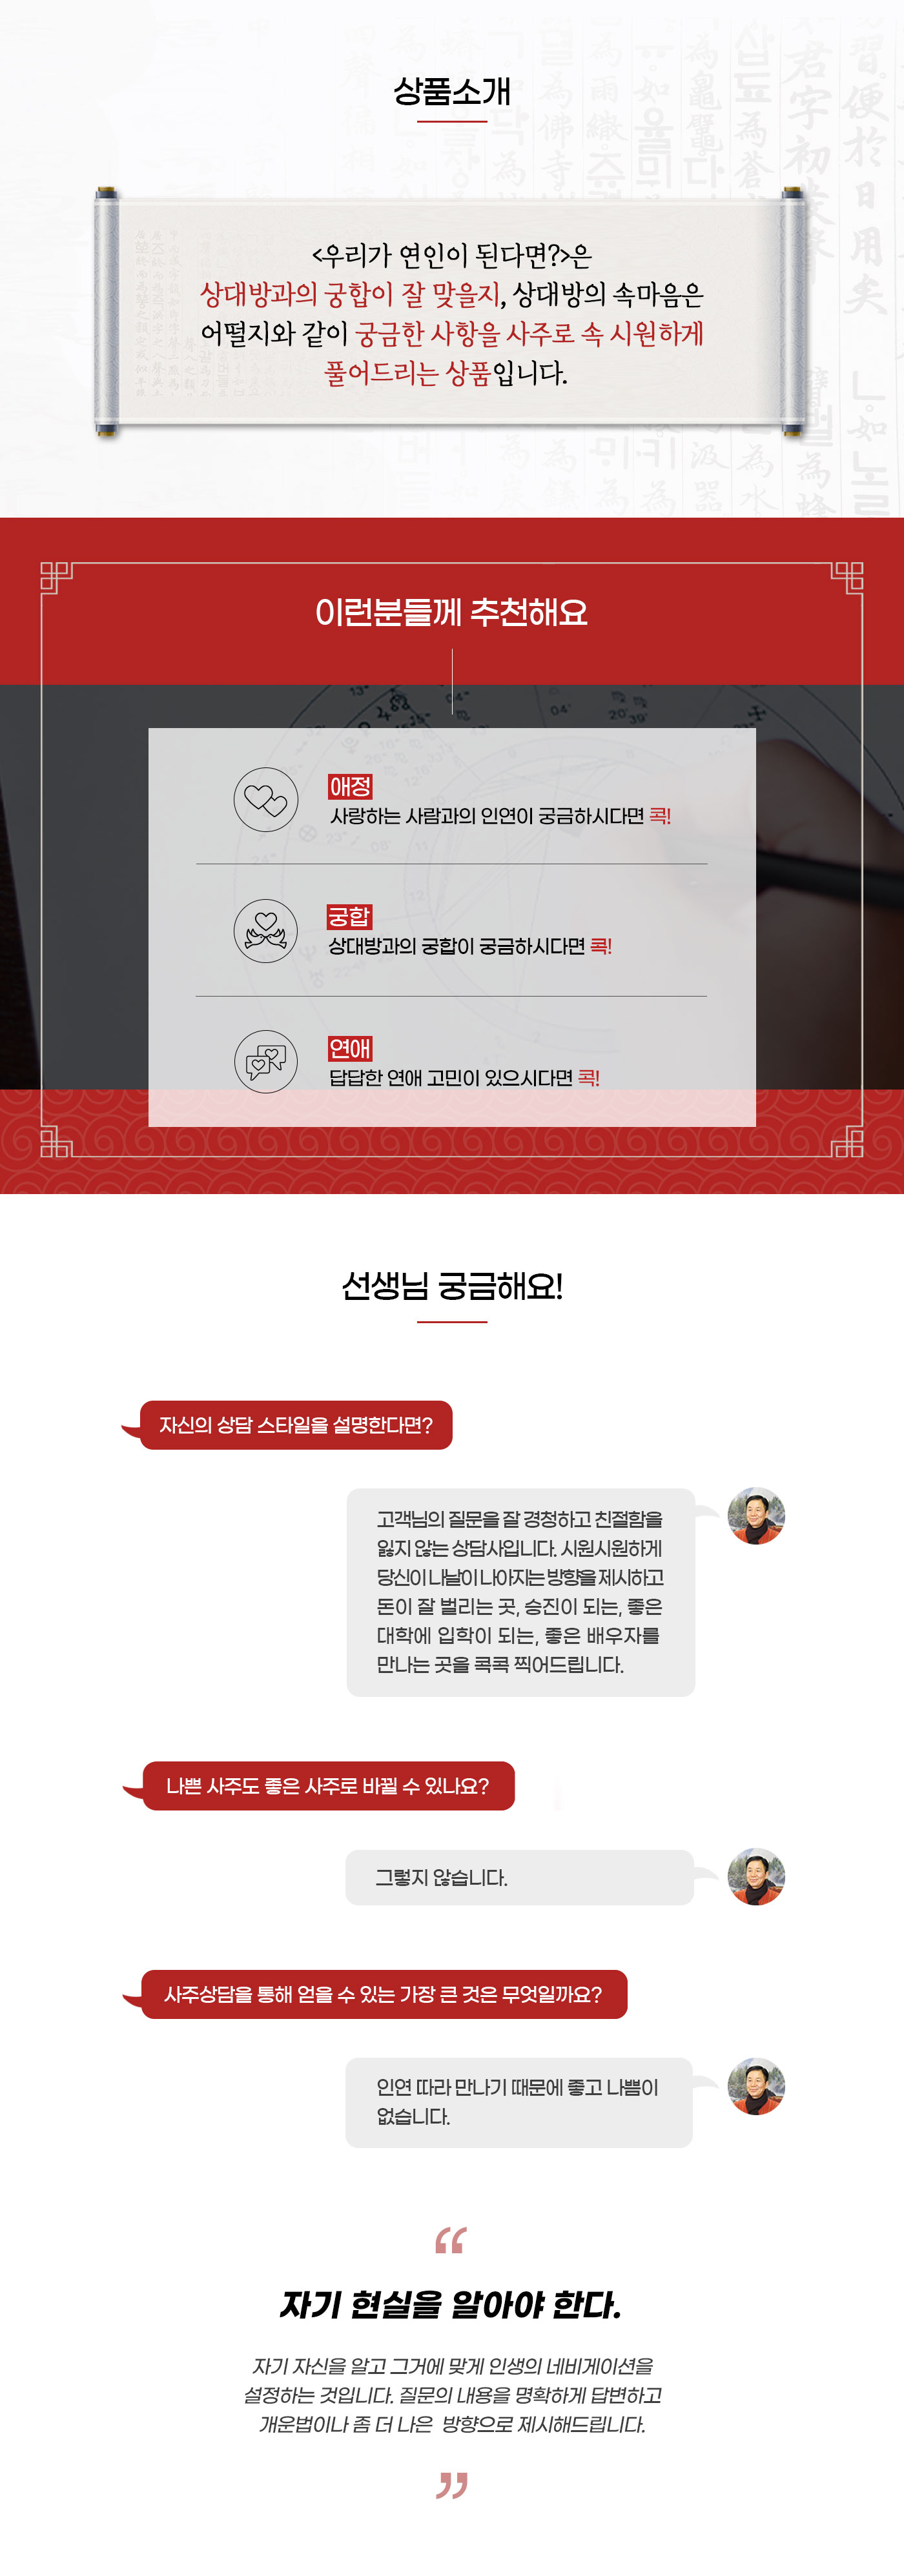 상품소개
<우리가 연인이 된다면?>은
상대방과의 궁합이 잘 맞을지, 상대방의 속마음은
어떨지와 같이 궁금한 사항을 사주로 속 시원하게
풀어드리는 상품입니다.
이런분들께 추천해요
애정
사랑하는 사람과의 인연이 궁금하시다면 콕!
궁합
상대방과의 궁합이 궁금하시다면 콕!
연애
답답한 연애 고민이 있으시다면 콕!
선생님 궁금해요!
자신의 상담 스타일을 설명한다면?
고객님의 질문을 잘 경청하고 친절함을
잃지 않는 상담사입니다. 시원시원하게
당신이 나날이 나아지는 방향을 제시하고
돈이 잘 벌리는 곳, 승진이 되는, 좋은
대학에 입학이 되는, 좋은 배우자를
만나는 곳을 콕콕 찍어드립니다.
나쁜 사주도 좋은 사주로 바뀔 수 있나요?
그렇지 않습니다.
사주상담을 통해 얻을 수 있는 가장 큰 것은 무엇일까요?
인연 따라 만나기 때문에 좋고 나쁨이
없습니다.
“
자기 현실을 알아야 한다.
자기 자신을 알고 그거에 맞게 인생의 네비게이션을
설정하는 것입니다. 질문의 내용을 명확하게 답변하고
개운법이나 좀 더 나은 방향으로 제시해드립니다.
”